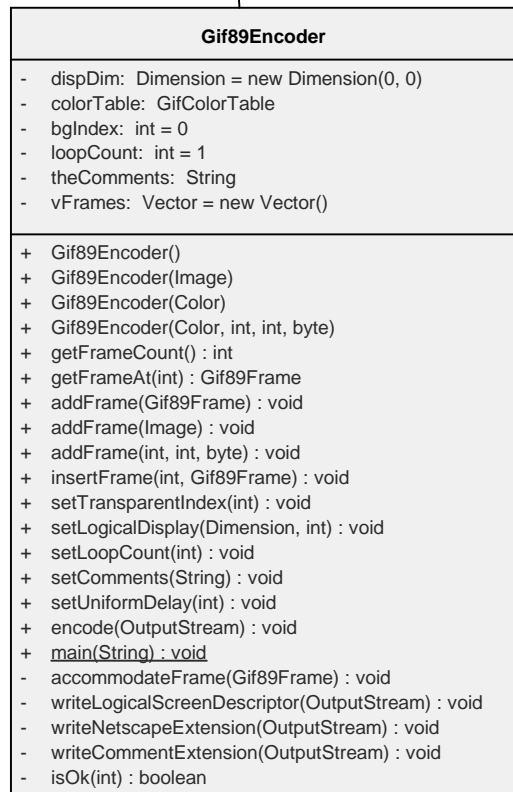 Gif89Encoder
- dispDim: Dimension = new Dimension(0, 0)
- colorTable: GifColorTable
- bgIndex: int = 0
- loopCount: int = 1
- theComments: String
- vFrames: Vector = new Vector()
+ Gif89Encoder()
+ Gif89Encoder(Image)
+ Gif89Encoder(Color)
+ Gif89Encoder(Color, int, int, byte)
+ getFrameCount() : int
+ getFrameAt(int) : Gif89Frame
+ addFrame(Gif89Frame) : void
+ addFrame(Image) : void
+ addFrame(int, int, byte) : void
+ insertFrame(int, Gif89Frame) : void
+ setTransparentIndex(int) : void
+ setLogicalDisplay(Dimension, int) : void
+ setLoopCount(int) : void
+ setComments(String) : void
+ setUniformDelay(int) : void
+ encode(OutputStream) : void
+ main(String) : void
- accommodateFrame(Gif89Frame) : void
- writeLogicalScreenDescriptor(OutputStream) : void
- writeNetscapeExtension(OutputStream) : void
- writeCommentExtension(OutputStream) : void
- isOk(int) : boolean